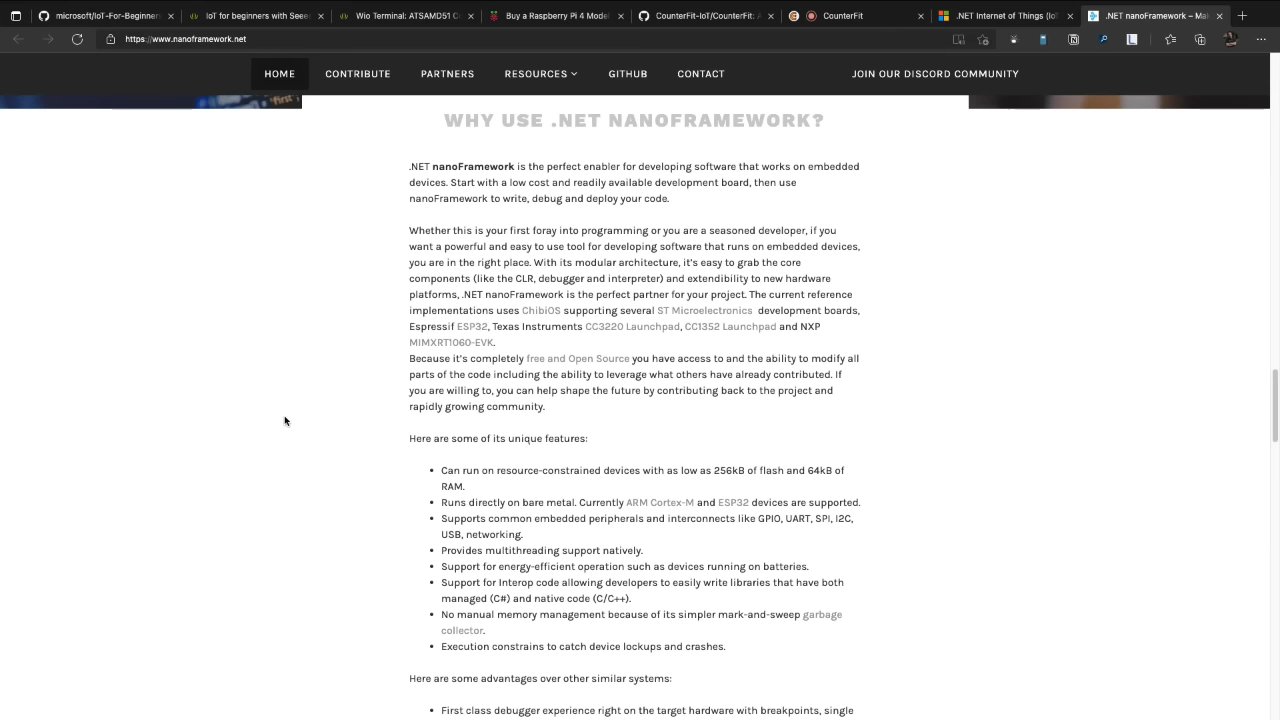 microsoft/IoT-For-Beginner
IoT for beginners with Seeed
Wio Terminal: ATSAMD51 C
Buy a Raspberry Pi 4 Model
CounterFit-IoT/CounterFit: A
CounterFit
.NET Internet of Things (IoT
.NET nanoFramework – Mak
https://www.nanoframework.net
HOME
CONTRIBUTE
PARTNERS
RESOURCES
GITHUB
CONTACT
JOIN OUR DISCORD COMMUNITY
first
WHY USE .NET NANOFRAMEWORK?
.NET nanoFramework is the perfect enabler for developing software that works on embedded
devices. Start with a low cost and readily available development board, then use
nanoFramework to write, debug and deploy your code.
Whether this is your first foray into programming or you are a seasoned developer, if you
want a powerful and easy to use tool for developing software that runs on embedded devices,
you are in the right place. With its modular architecture, it's easy to grab the core
components (like the CLR, debugger and interpreter) and extendibility to new hardware
platforms, .NET nanoFramework is the perfect partner for your project. The current reference
implementations uses ChibiOS supporting several ST Microelectronics development boards,
Espressif ESP32, Texas Instruments CC3220 Launchpad, CC1352 Launchpad and NXP
MIMXRT1060-EVK.
Because it's completely free and Open Source you have access to and the ability to modify all
parts of the code including the ability to leverage what others have already contributed. If
you are willing to, you can help shape the future by contributing back to the project and
rapidly growing community.
Here are some of its unique features:
• Can run on resource-constrained devices with as low as 256kB of flash and 64kB of
RAM.
• Runs directly on bare metal. Currently ARM Cortex-M and ESP32 devices are supported.
• Supports common embedded peripherals and interconnects like GPIO, UART, SPI, I2C,
USB, networking.
• Provides multithreading support natively.
• Support for energy-efficient operation such as devices running on batteries.
• Support for Interop code allowing developers to easily write libraries that have both
managed (C#) and native code (C/C++).
• No manual memory management because of its simpler mark-and-sweep garbage
collector.
• Execution constrains to catch device lockups and crashes.
Here are some advantages over other similar systems:
• First class debugger experience right on the target hardware with breakpoints, single